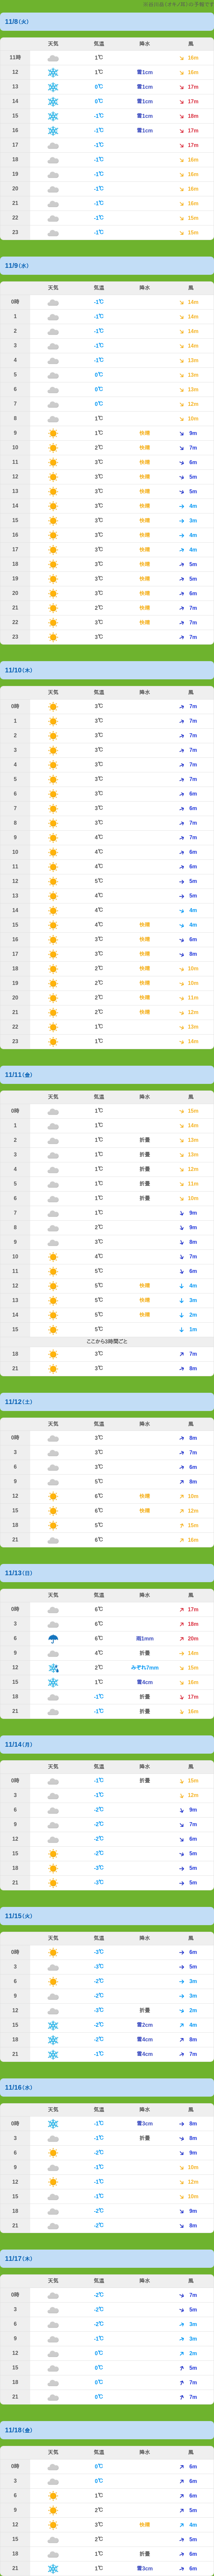 11/8（火）
天気 気温 降水 風
11時 1℃ 16m
12 1℃ 雪1cm 16m
13 0℃ 雪1cm 17m
14 0℃ 雪1cm 17m
15 -1℃ 雪1cm 18m
16 -1℃ 雪1cm 17m
17 -1℃ 17m
18 -1℃ 16m
19 -1℃ 16m
20 -1℃ 16m
21 -1℃ 16m
22 -1℃ 15m
23 -1℃ 15m
11/9（水）
天気 気温 降水 風
0時 -1℃ 14m
1 -1℃ 14m
2 -1℃ 14m
3 -1℃ 14m
4 -1℃ 13m
5 0℃ 13m
6 0℃ 13m
7 0℃ 12m
8 1℃ 10m
9 1℃ 快晴 9m
10 2℃ 快晴 7m
11 3℃ 快晴 6m
12 3℃ 快晴 5m
13 3℃ 快晴 5m
14 3℃ 快晴 4m
15 3℃ 快晴 3m
16 3℃ 快晴 4m
17 3℃ 快晴 4m
18 3℃ 快晴 5m
19 3℃ 快晴 5m
20 3℃ 快晴 6m
21 2℃ 快晴 7m
22 3℃ 快晴 7m
23 3℃ 7m
11/10（木）
天気 気温 降水 風
0時 3℃ 7m
1 3℃ 7m
2 3℃ 7m
3 3℃ 7m
4 3℃ 7m
5 3℃ 7m
6 3℃ 6m
7 3℃ 6m
8 3℃ 7m
9 4℃ 7m
10 4℃ 6m
11 4℃ 6m
12 5℃ 5m
13 4℃ 5m
14 4℃ 4m
15 4℃ 快晴 4m
16 3℃ 快晴 6m
17 3℃ 快晴 8m
18 2℃ 快晴 10m
19 2℃ 快晴 10m
20 2℃ 快晴 11m
21 2℃ 快晴 12m
22 1℃ 13m
23 1℃ 14m
11/11（金）
天気 気温 降水 風
0時 1℃ 15m
1 1℃ 14m
2 1℃ 折畳 13m
3 1℃ 折畳 13m
4 1℃ 折畳 12m
5 1℃ 折畳 11m
6 1℃ 折畳 10m
7 1℃ 9m
8 2℃ 9m
9 3℃ 8m
10 4℃ 7m
11 5℃ 6m
12 5℃ 快晴 4m
13 5℃ 快晴 3m
14 5℃ 快晴 2m
15 5℃ 1m
ここから3時間ごと
18 3℃ 7m
21 3℃ 8m
11/12（土）
天気 気温 降水 風
0時 3℃ 8m
3 3℃ 7m
6 3℃ 6m
9 5℃ 8m
12 6℃ 快晴 10m
15 6℃ 快晴 12m
18 5℃ 15m
21 6℃ 16m
11/13（日）
天気 気温 降水 風
0時 6℃ 17m
3 6℃ 18m
6 6℃ 雨1mm 20m
9 4℃ 折畳 14m
12 2℃ みぞれ7mm 15m
15 1℃ 雪4cm 16m
18 -1℃ 折畳 17m
21 -1℃ 折畳 16m
11/14（月）
天気 気温 降水 風
0時 -1℃ 折畳 15m
3 -1℃ 12m
6 -2℃ 9m
9 -2℃ 7m
12 -2℃ 6m
15 -2℃ 5m
18 -3℃ 5m
21 -3℃ 5m
11/15（火）
天気 気温 降水 風
0時 -3℃ 6m
3 -3℃ 5m
6 -2℃ 3m
9 -2℃ 3m
12 -3℃ 折畳 2m
15 -2℃ 雪2cm 4m
18 -2℃ 雪4cm 8m
21 -1℃ 雪4cm 7m
11/16（水）
天気 気温 降水 風
0時 -1℃ 雪3cm 8m
3 -1℃ 折畳 8m
6 -2℃ 9m
9 -1℃ 10m
12 -1℃ 12m
15 -1℃ 10m
18 -2℃ 9m
21 -2℃ 8m
11/17（木）
天気 気温 降水 風
0時 -2℃ 7m
3 -2℃ 5m
6 -2℃ 3m
9 -1℃ 3m
12 0℃ 2m
15 0℃ 5m
18 0℃ 7m
21 0℃ 7m
11/18（金）
天気 気温 降水 風
0時 0℃ 6m
3 0℃ 6m
6 1℃ 6m
9 2℃ 5m
12 3℃ 快晴 4m
15 2℃ 5m
18 1℃ 折畳 6m
21 1℃ 雪3cm 6m